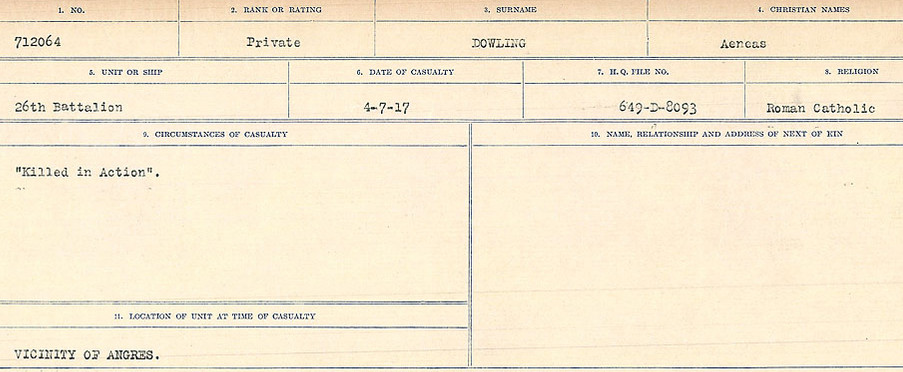 1. NO. 2. RANK OR RATING 3. SURNAME 4. CHRISTIAN NAMES
712064 Private DOWLING Aeneas
5. UNIT OR SHIP 6. DATE OF CASUALTY 7. H.Q. FILE NO. 8. RELIGION
26th Battalion 4-7-17 649-D-8093 Roman Catholic
9. CIRCUMSTANCES OF CASUALTY
"Killed in Action".
10. NAME, RELATIONSHIP AND ADDRESS OF NEXT OF KIN
11. LOCATION OF UNIT AT TIME OF CASUALTY
VICINITY OF ANGRES.